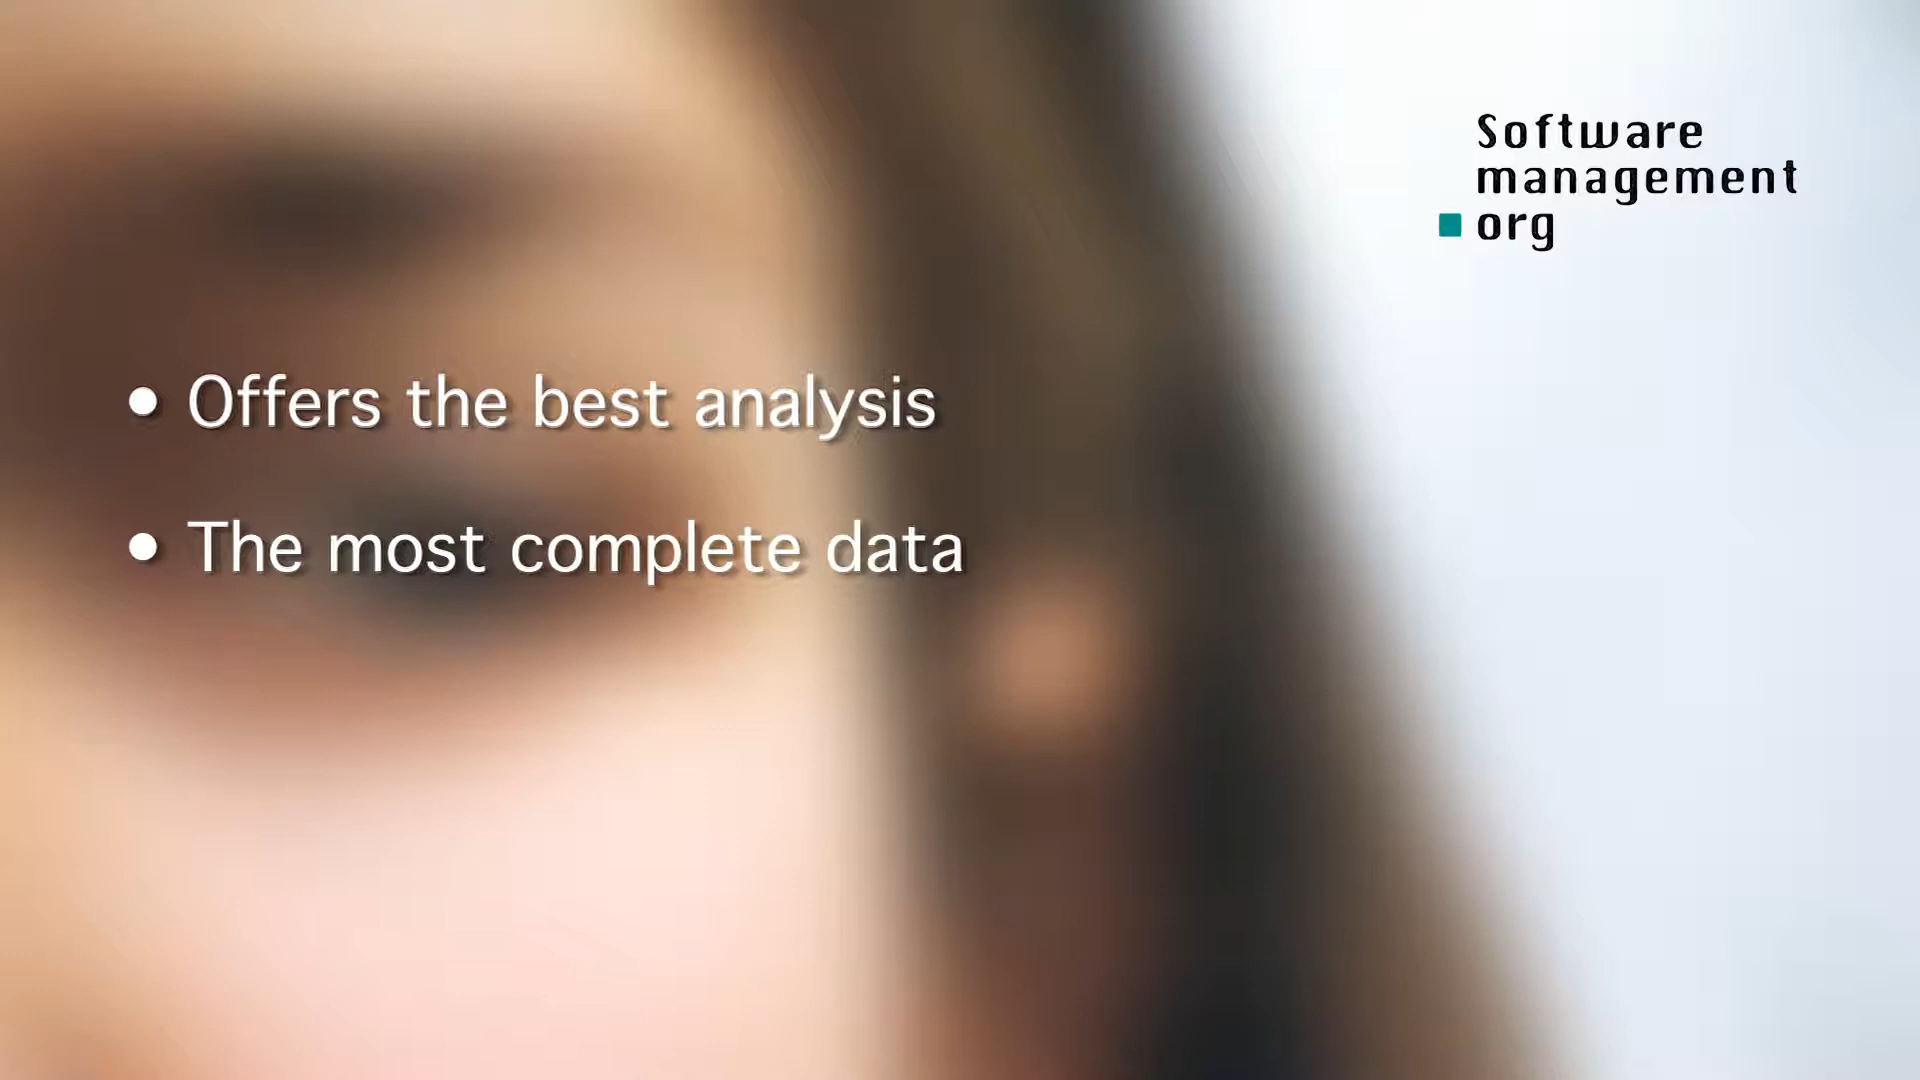 Software
management
org
• Offers the best analysis
• The most complete data